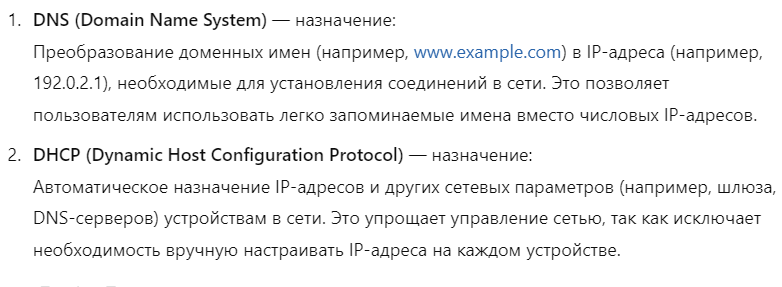 1. DNS (Domain Name System) — назначение:
Преобразование доменных имен (например, www.example.com) в IP-адреса (например,
192.0.2.1), необходимые для установления соединений в сети. Это позволяет
пользователям использовать легко запоминаемые имена вместо числовых IP-адресов.
2. DHCP (Dynamic Host Configuration Protocol) — назначение:
Автоматическое назначение IP-адресов и других сетевых параметров (например, шлюза,
DNS-серверов) устройствам в сети. Это упрощает управление сетью, так как исключает
необходимость вручную настраивать IP-адреса на каждом устройстве.